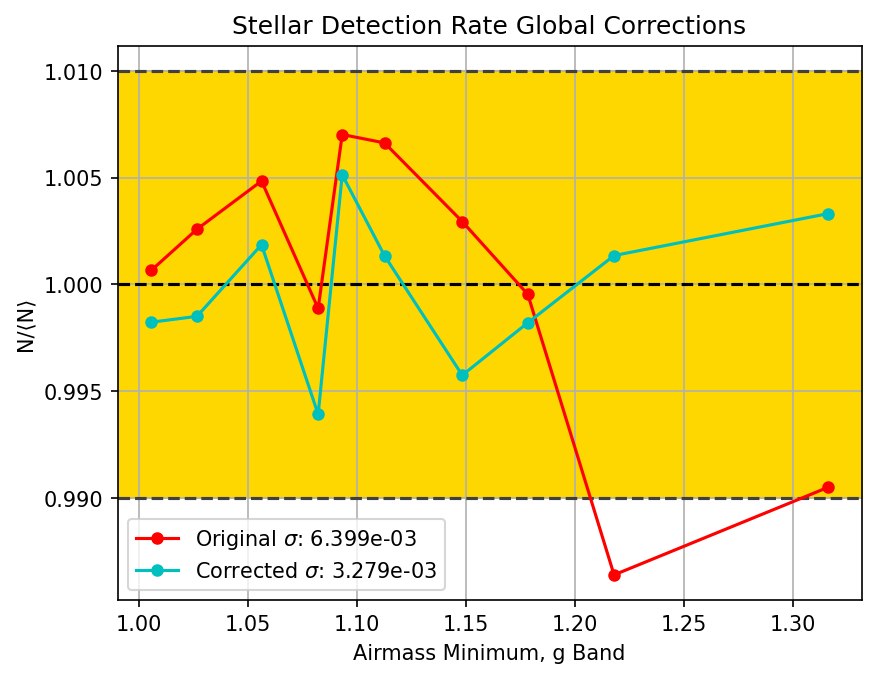 Stellar Detection Rate Global Corrections
N/⟨N⟩
1.010
1.005
1.000
0.995
0.990
Original σ: 6.399e-03
Corrected σ: 3.279e-03
1.00 1.05 1.10 1.15 1.20 1.25 1.30
Airmass Minimum, g Band